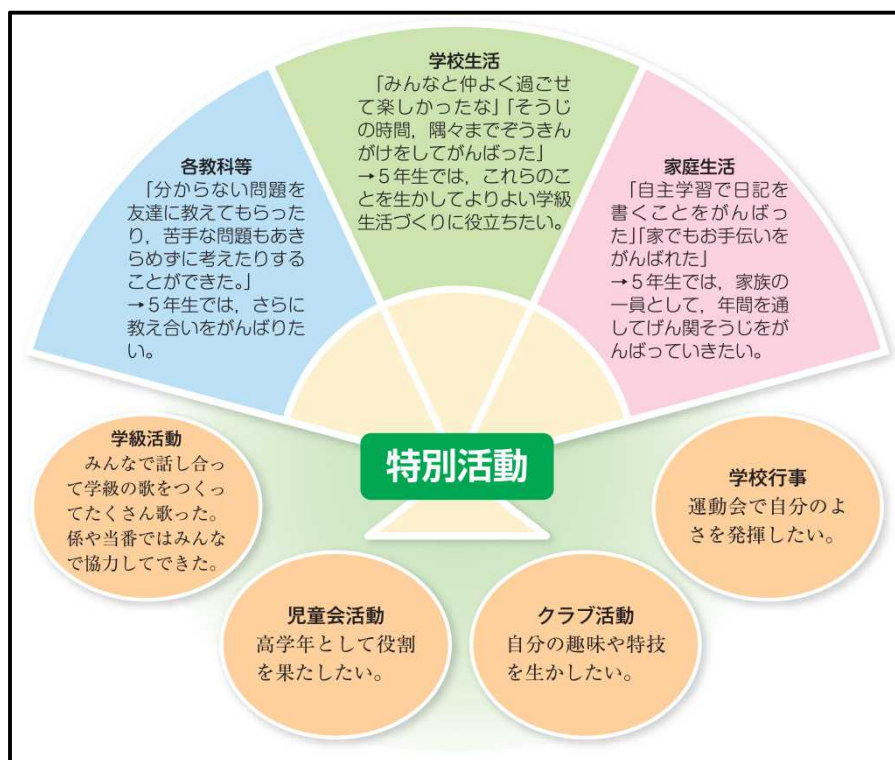 各教科等
「分からない問題を
友達に教えてもらった
り，苦手な問題もあき
らめずに考えたりする
ことができた。」
→５年生では，さらに
教え合いをがんばりた
い。
学校生活
「みんなと仲よく過ごせ
て楽しかったな」「そうじ
の時間，隅々までぞうきん
がけをしてがんばった」
→５年生では，これらのこ
とを生かしてよりよい学級
生活づくりに役立ちたい。
家庭生活
「自主学習で日記を
書くことをがんばっ
た」「家でもお手伝いを
がんばれた」
→５年生では，家族の
一員として，年間を通
してげん関そうじをが
んばっていきたい。
特別活動
学級活動
みんなで話し合っ
て学級の歌をつくっ
てたくさん歌った。
係や当番ではみんな
で協力してできた。
児童会活動
高学年として役割
を果たしたい。
クラブ活動
自分の趣味や特技
を生かしたい。
学校行事
運動会で自分のよ
さを発揮したい。